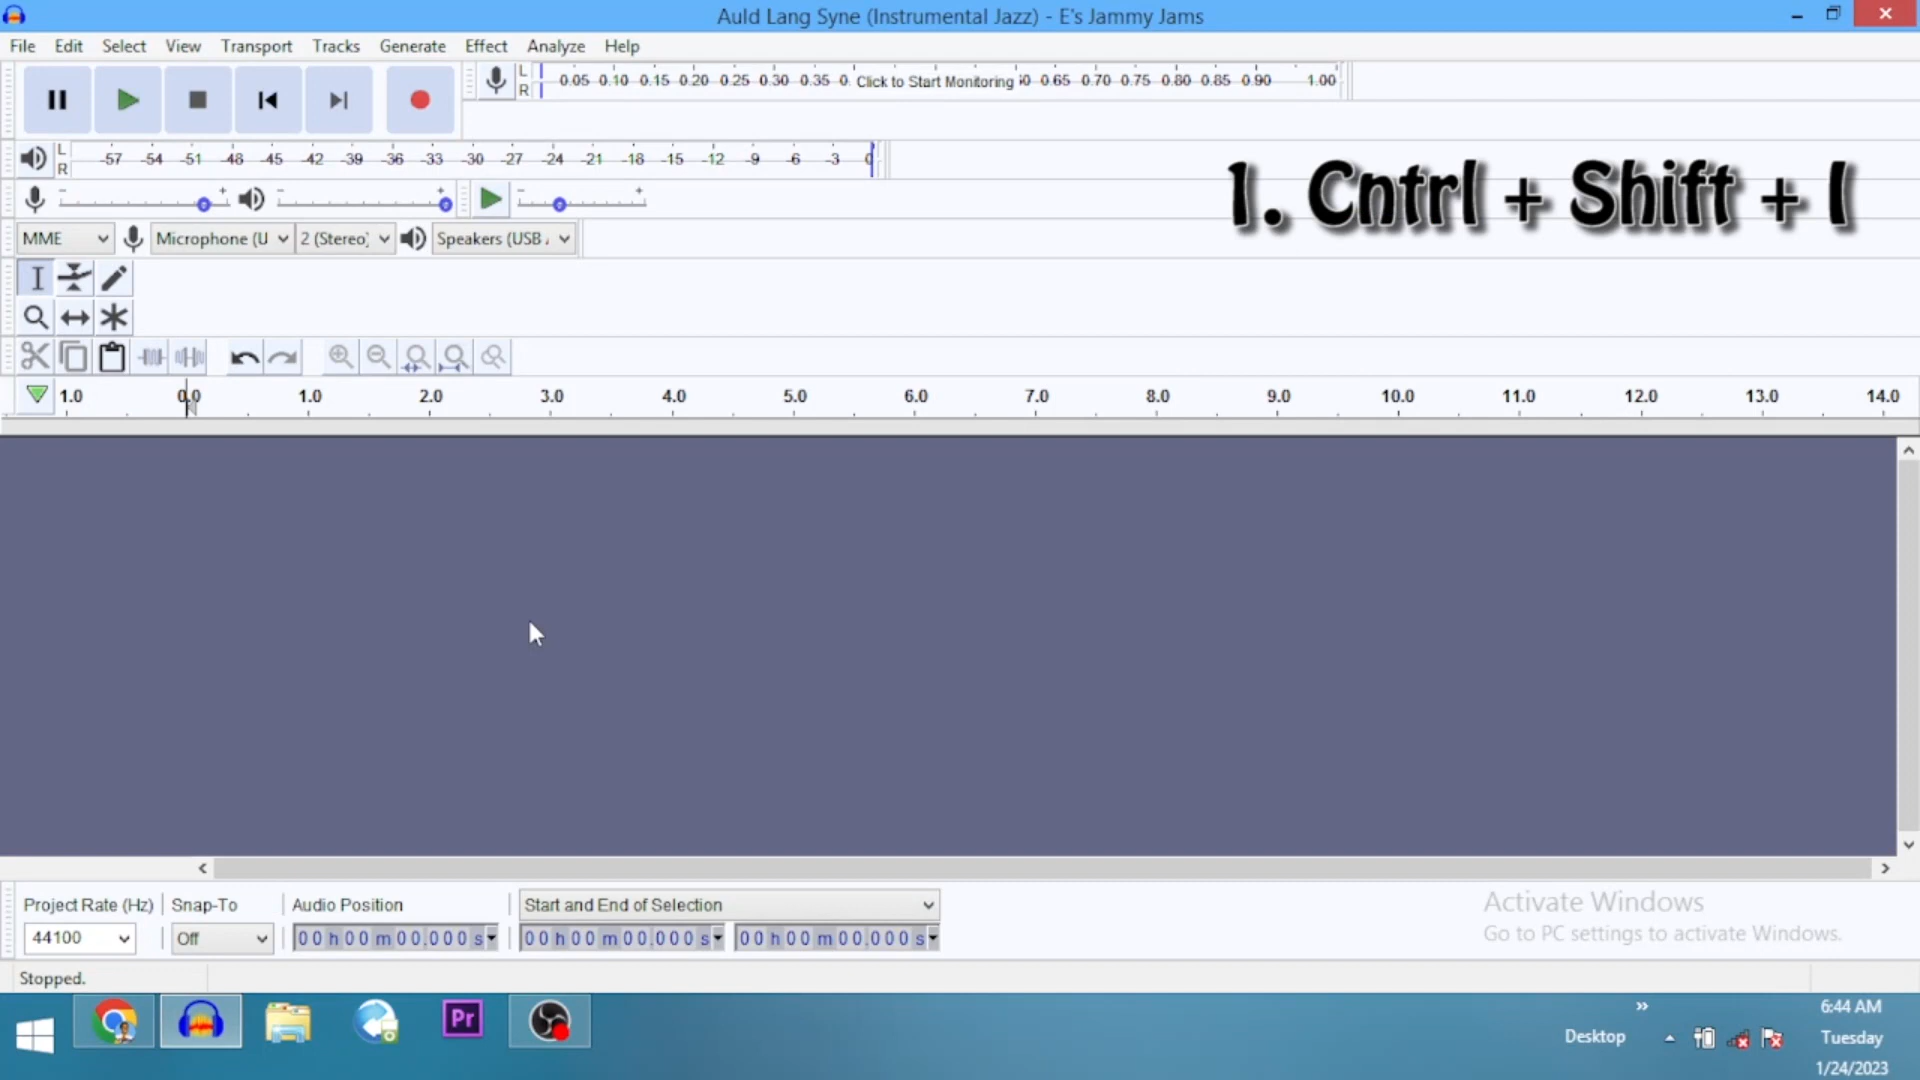 Auld Lang Syne (Instrumental Jazz) - E's Jammy Jams
File Edit Select View Transport Tracks Generate Effect Analyze Help
L 0.05 0.10 0.15 0.20 0.25 0.30 0.35 0. Click to Start Monitoring 0 0.65 0.70 0.75 0.80 0.85 0.90 1.00
R
L -57 -54 -51 -48 -45 -42 -39 -36 -33 -30 -27 -24 -21 -18 -15 -12 -9 -6 -3 0
R
1. Cntrl + Shift + I
MME Microphone (U 2 (Stereo) Speakers (USB
1.0 0.0 1.0 2.0 3.0 4.0 5.0 6.0 7.0 8.0 9.0 10.0 11.0 12.0 13.0 14.0
Project Rate (Hz) Snap-To Audio Position Start and End of Selection
44100 Off 00 h 00 m 00.000 s 00 h 00 m 00.000 s 00 h 00 m 00.000 s
Activate Windows
Go to PC settings to activate Windows.
Stopped.
Pr
Desktop
6:44 AM
Tuesday
1/24/2023